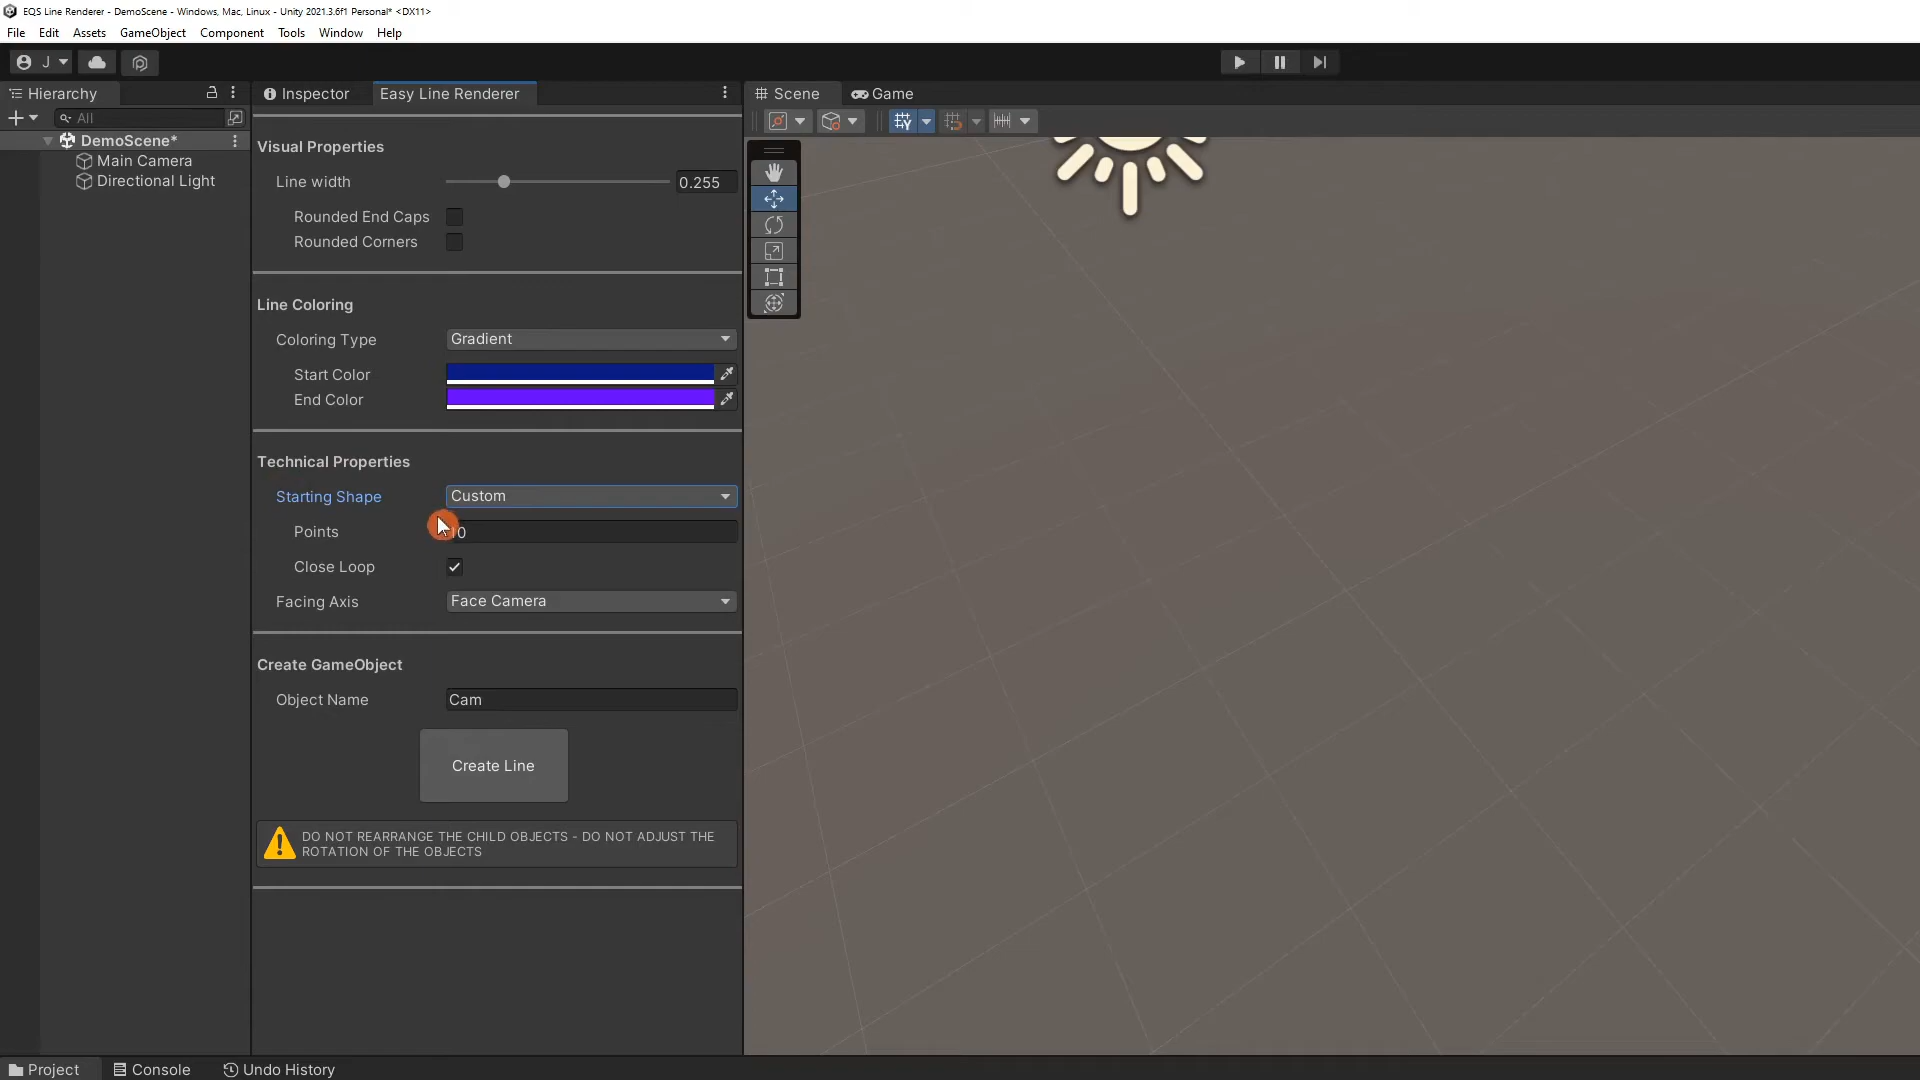 EQS Line Renderer - DemoScene - Windows, Mac, Linux - Unity 2021.3.6f1 Personal* <DX11>
File Edit Assets GameObject Component Tools Window Help
J
Hierarchy
All
DemoScene*
Main Camera
Directional Light
Inspector
Easy Line Renderer
Visual Properties
Line width 0.255
Rounded End Caps
Rounded Corners
Line Coloring
Coloring Type Gradient
Start Color
End Color
Technical Properties
Starting Shape Custom
Points 10
Close Loop
Facing Axis Face Camera
Create GameObject
Object Name Cam
Create Line
DO NOT REARRANGE THE CHILD OBJECTS - DO NOT ADJUST THE
ROTATION OF THE OBJECTS
Scene Game
Project Console Undo History